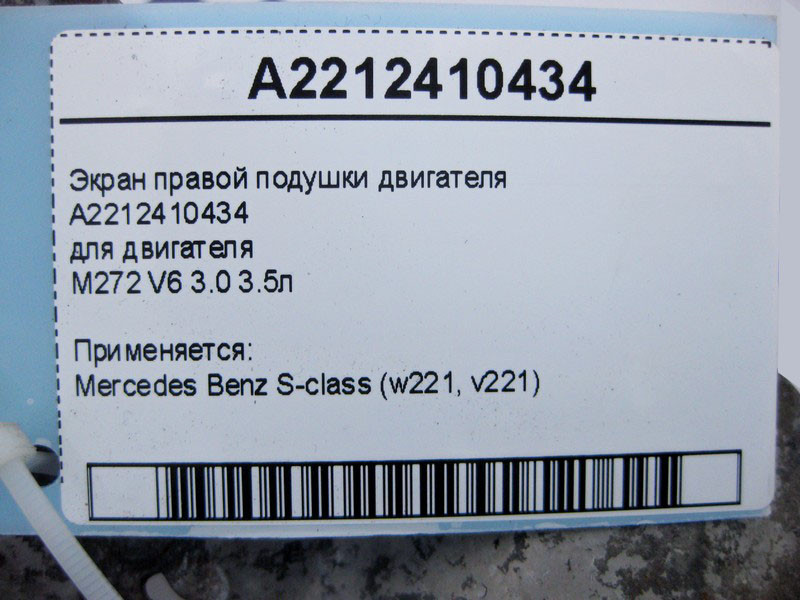 A2212410434
Экран правой подушки двигателя
A2212410434
для двигателя
M272 V6 3.0 3.5л
Применяется:
Mercedes Benz S-class (w221, v221)